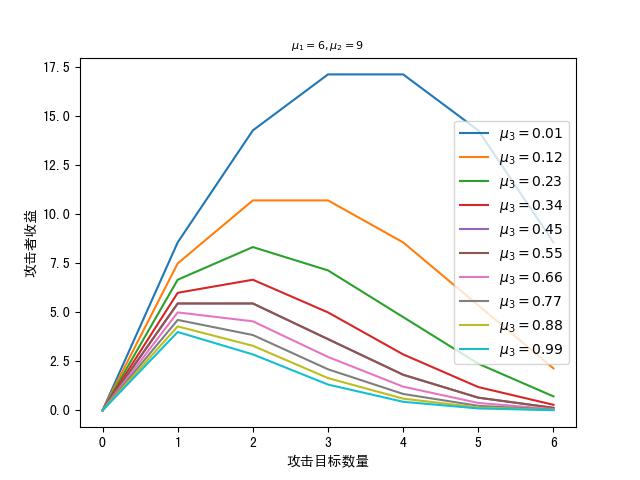 μ₁ = 6, μ₂ = 9
17.5
15.0
12.5
10.0
7.5
5.0
2.5
0.0
攻击者收益
μ₃ = 0.01
μ₃ = 0.12
μ₃ = 0.23
μ₃ = 0.34
μ₃ = 0.45
μ₃ = 0.55
μ₃ = 0.66
μ₃ = 0.77
μ₃ = 0.88
μ₃ = 0.99
0 1 2 3 4 5 6
攻击目标数量